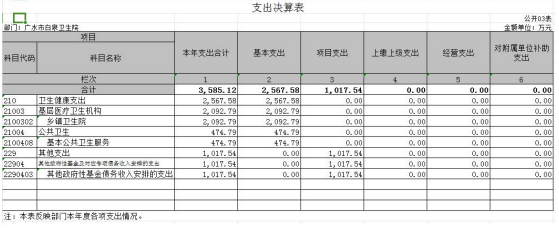 支出决算表
公开03表
部门：广水市白泉卫生院 金额单位：万元
项目 本年支出合计 基本支出 项目支出 上缴上级支出 经营支出 对附属单位补助支出
科目代码 科目名称
栏次 1 2 3 4 5 6
合计 3,585.12 2,567.58 1,017.54 0.00 0.00 0.00
210 卫生健康支出 2,567.58 2,567.58 0.00 0.00 0.00 0.00
21003 基层医疗卫生机构 2,092.79 2,092.79 0.00 0.00 0.00 0.00
2100302 乡镇卫生院 2,092.79 2,092.79 0.00 0.00 0.00 0.00
21004 公共卫生 474.79 474.79 0.00 0.00 0.00 0.00
2100408 基本公共卫生服务 474.79 474.79 0.00 0.00 0.00 0.00
229 其他支出 1,017.54 0.00 1,017.54 0.00 0.00 0.00
22904 其他政府性基金及对应专项债务收入安排的支出 1,017.54 0.00 1,017.54 0.00 0.00 0.00
2290403 其他政府性基金债务收入安排的支出 1,017.54 0.00 1,017.54 0.00 0.00 0.00
注：本表反映部门本年度各项支出情况。